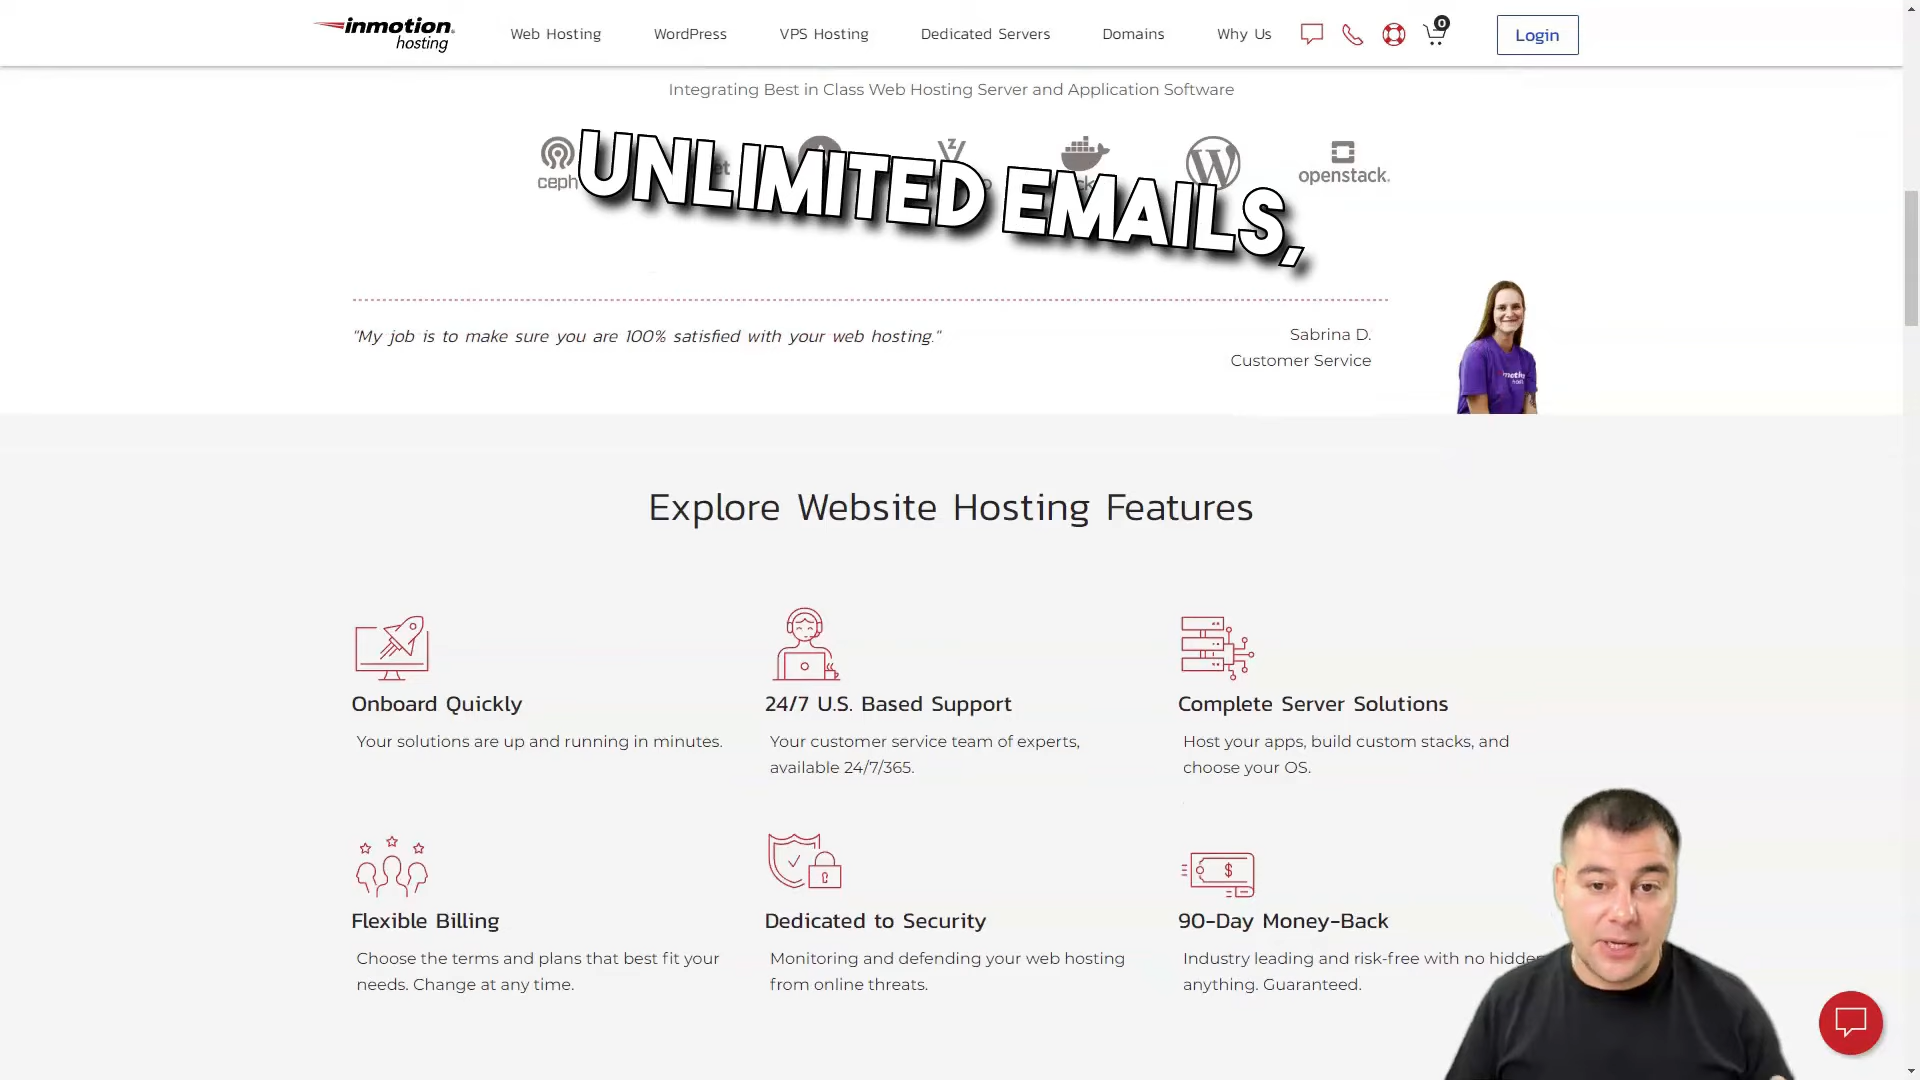 inmotion
hosting
Web Hosting
WordPress
VPS Hosting
Dedicated Servers
Domains
Why Us
0
Login
Integrating Best in Class Web Hosting Server and Application Software
ceph
openstack.
UNLIMITED EMAILS,
"My job is to make sure you are 100% satisfied with your web hosting."
Sabrina D.
Customer Service
Explore Website Hosting Features
Onboard Quickly
Your solutions are up and running in minutes.
24/7 U.S. Based Support
Your customer service team of experts,
available 24/7/365.
Complete Server Solutions
Host your apps, build custom stacks, and
choose your OS.
Flexible Billing
Choose the terms and plans that best fit your
needs. Change at any time.
Dedicated to Security
Monitoring and defending your web hosting
from online threats.
90-Day Money-Back
Industry leading and risk-free with no hidden
anything. Guaranteed.